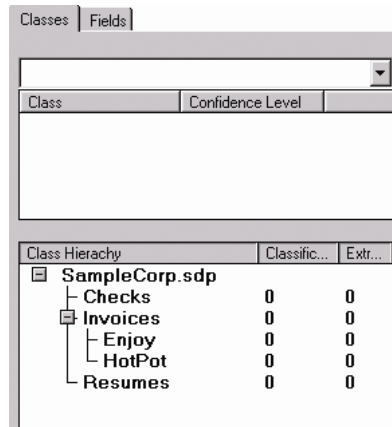 Classes Fields
Class Confidence Level
Class Hierachy Classific... Extr...
SampleCorp.sdp
Checks 0 0
Invoices 0 0
Enjoy 0 0
HotPot 0 0
Resumes 0 0